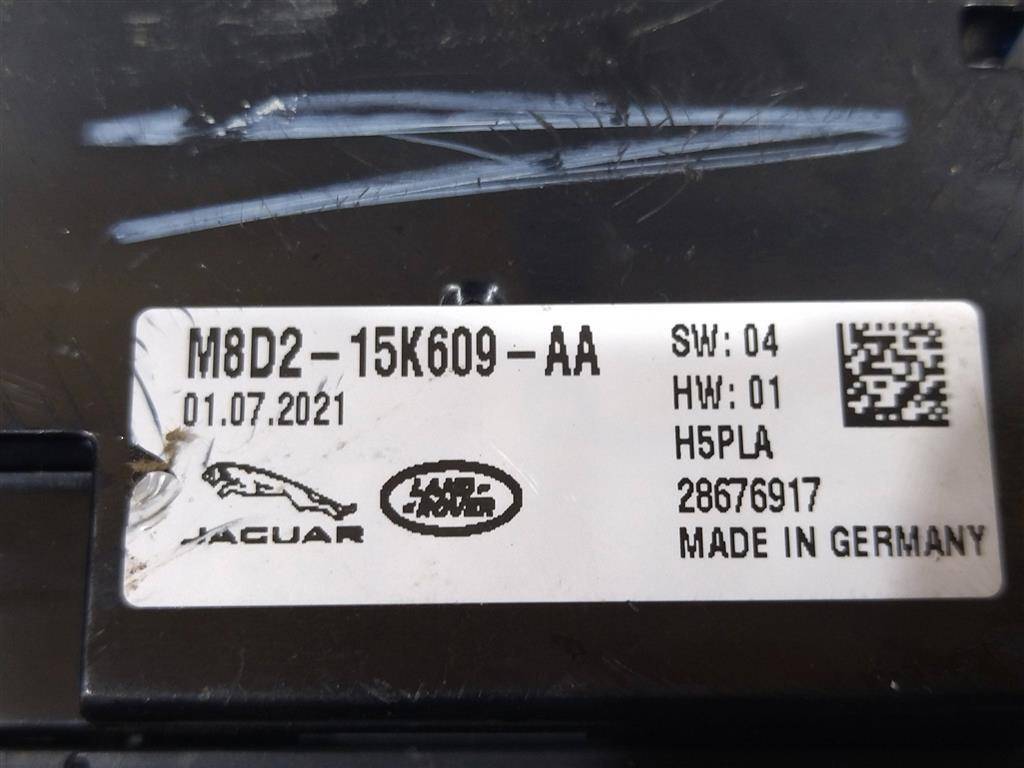 M8D2-15K609-AA
01.07.2021
JAGUAR
LAND
ROVER
SW: 04
HW: 01
H5PLA
28676917
MADE IN GERMANY